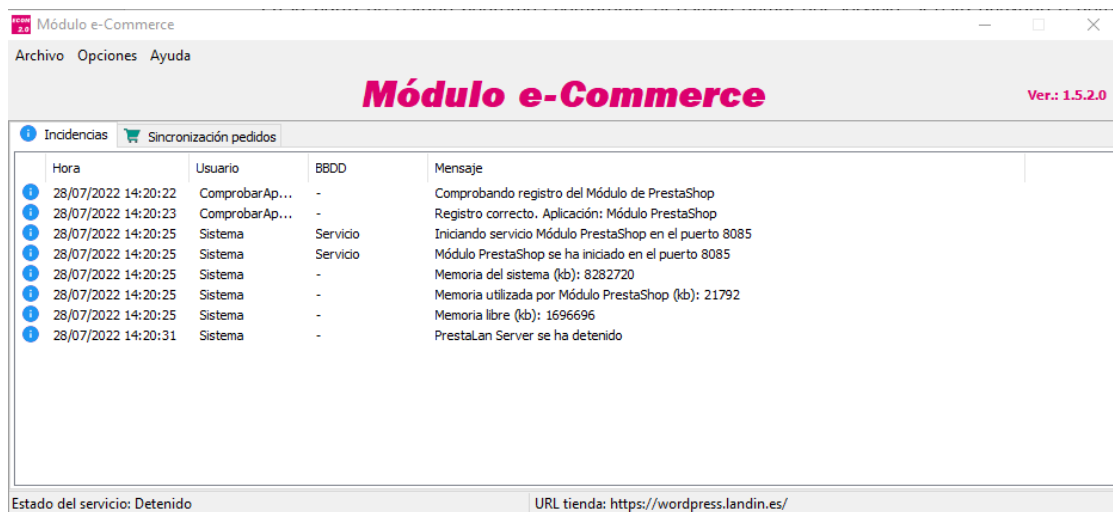 ECOM 2.0 Módulo e-Commerce
Archivo Opciones Ayuda
Módulo e-Commerce
Ver.: 1.5.2.0
Incidencias Sincronización pedidos
Hora Usuario BBDD Mensaje
28/07/2022 14:20:22 ComprobarAp... - Comprobando registro del Módulo de PrestaShop
28/07/2022 14:20:23 ComprobarAp... - Registro correcto. Aplicación: Módulo PrestaShop
28/07/2022 14:20:25 Sistema Servicio Iniciando servicio Módulo PrestaShop en el puerto 8085
28/07/2022 14:20:25 Sistema Servicio Módulo PrestaShop se ha iniciado en el puerto 8085
28/07/2022 14:20:25 Sistema - Memoria del sistema (kb): 8282720
28/07/2022 14:20:25 Sistema - Memoria utilizada por Módulo PrestaShop (kb): 21792
28/07/2022 14:20:25 Sistema - Memoria libre (kb): 1696696
28/07/2022 14:20:31 Sistema - PrestaLan Server se ha detenido
Estado del servicio: Detenido URL tienda: https://wordpress.landin.es/